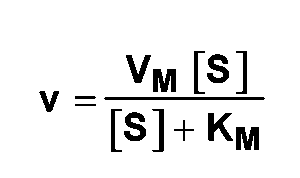 v = V_M [S] / ([S] + K_M)